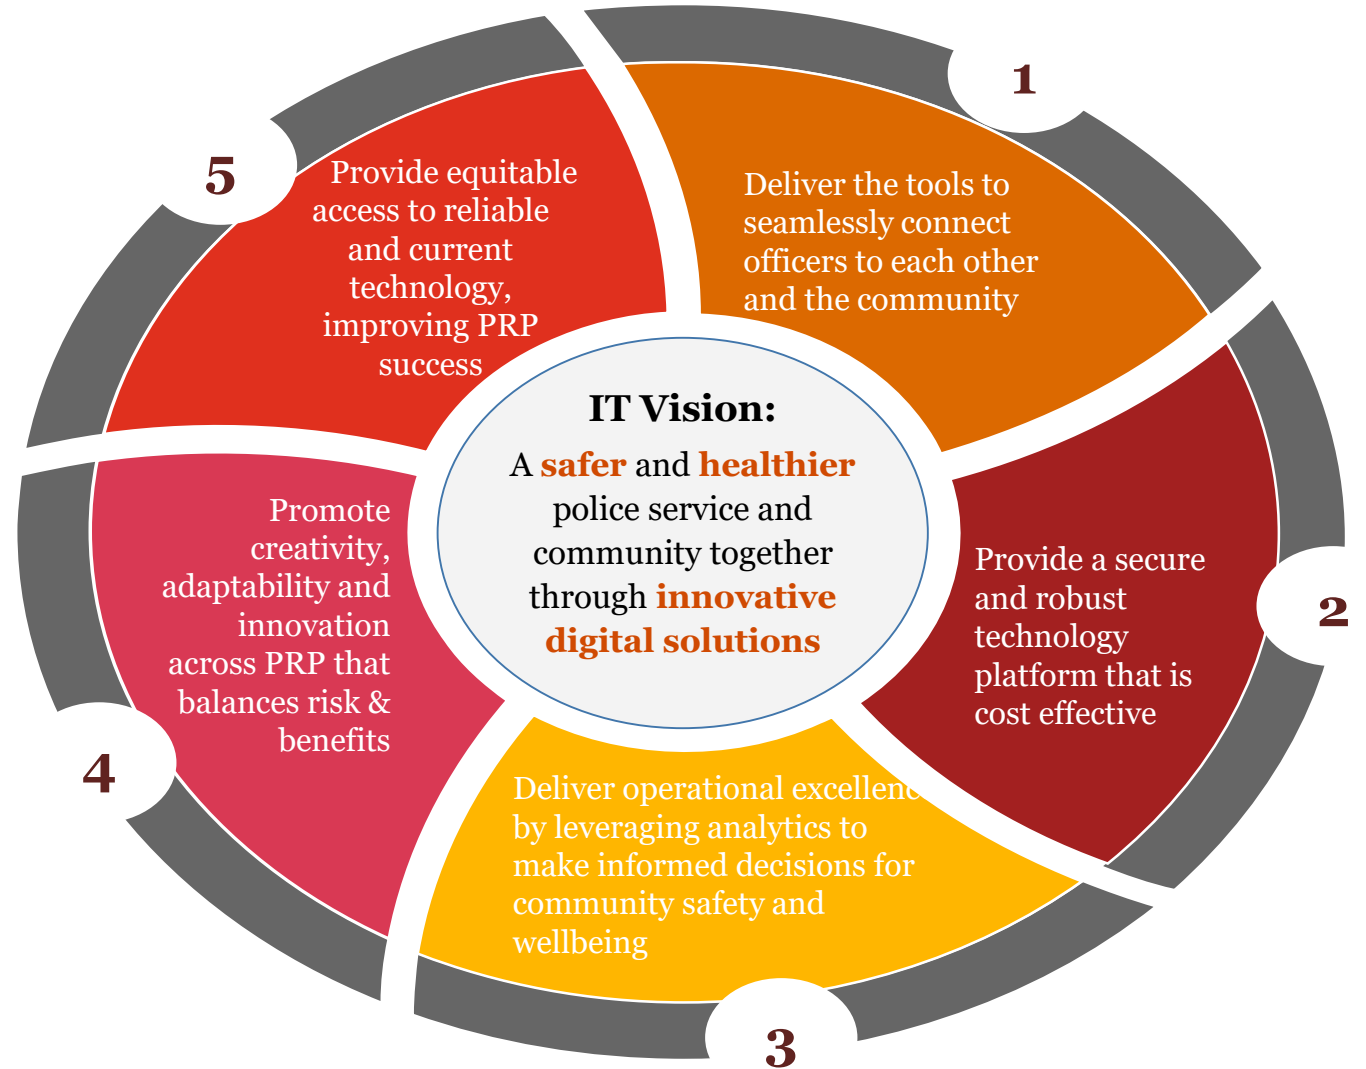 1
Deliver the tools to
seamlessly connect
officers to each other
and the community
2
Provide a secure
and robust
technology
platform that is
cost effective
3
Deliver operational excellenc
by leveraging analytics to
make informed decisions for
community safety and
wellbeing
4
Promote
creativity,
adaptability and
innovation
across PRP that
balances risk &
benefits
5
Provide equitable
access to reliable
and current
technology,
improving PRP
success
IT Vision:
A safer and healthier
police service and
community together
through innovative
digital solutions